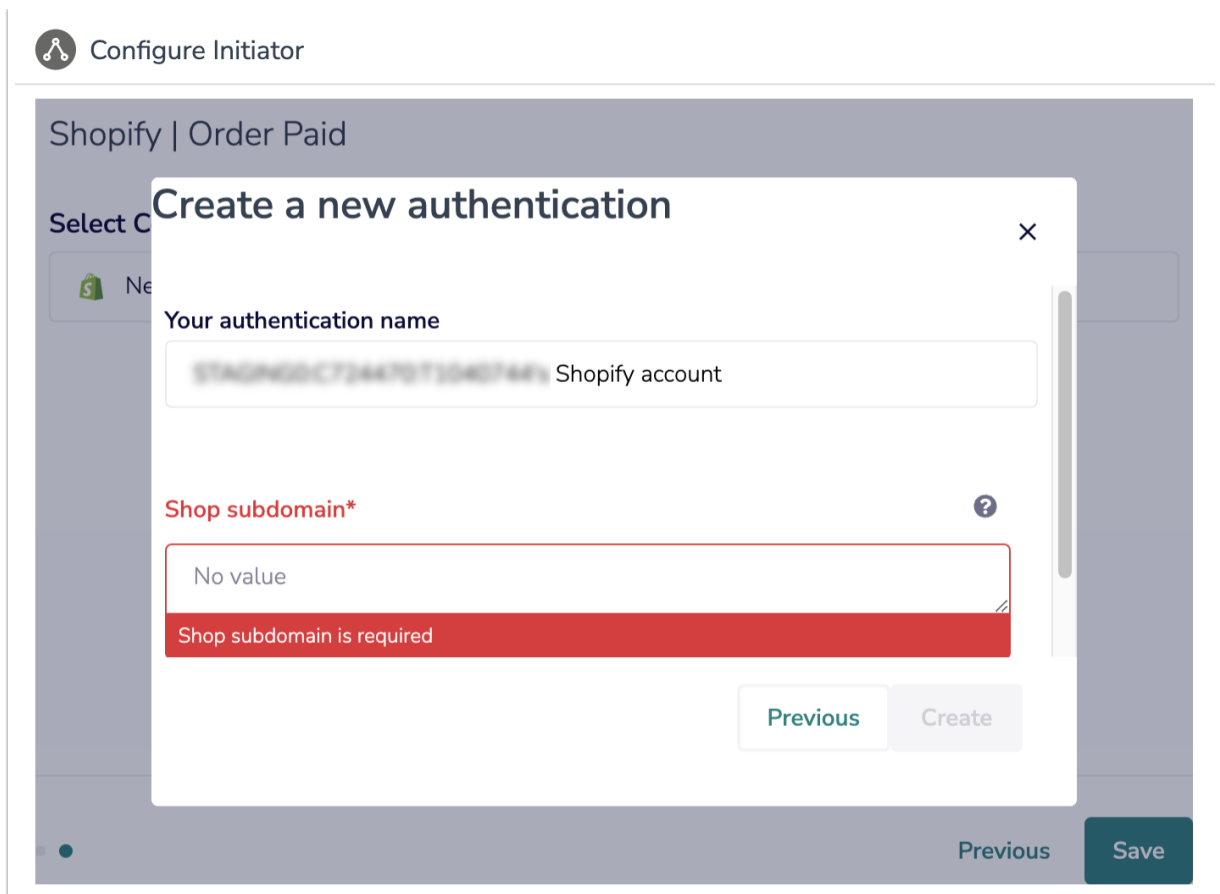 Configure Initiator
Shopify | Order Paid
Create a new authentication
Select C
Ne
Your authentication name
Shopify account
Shop subdomain*
No value
Shop subdomain is required
Previous
Create
Previous
Save